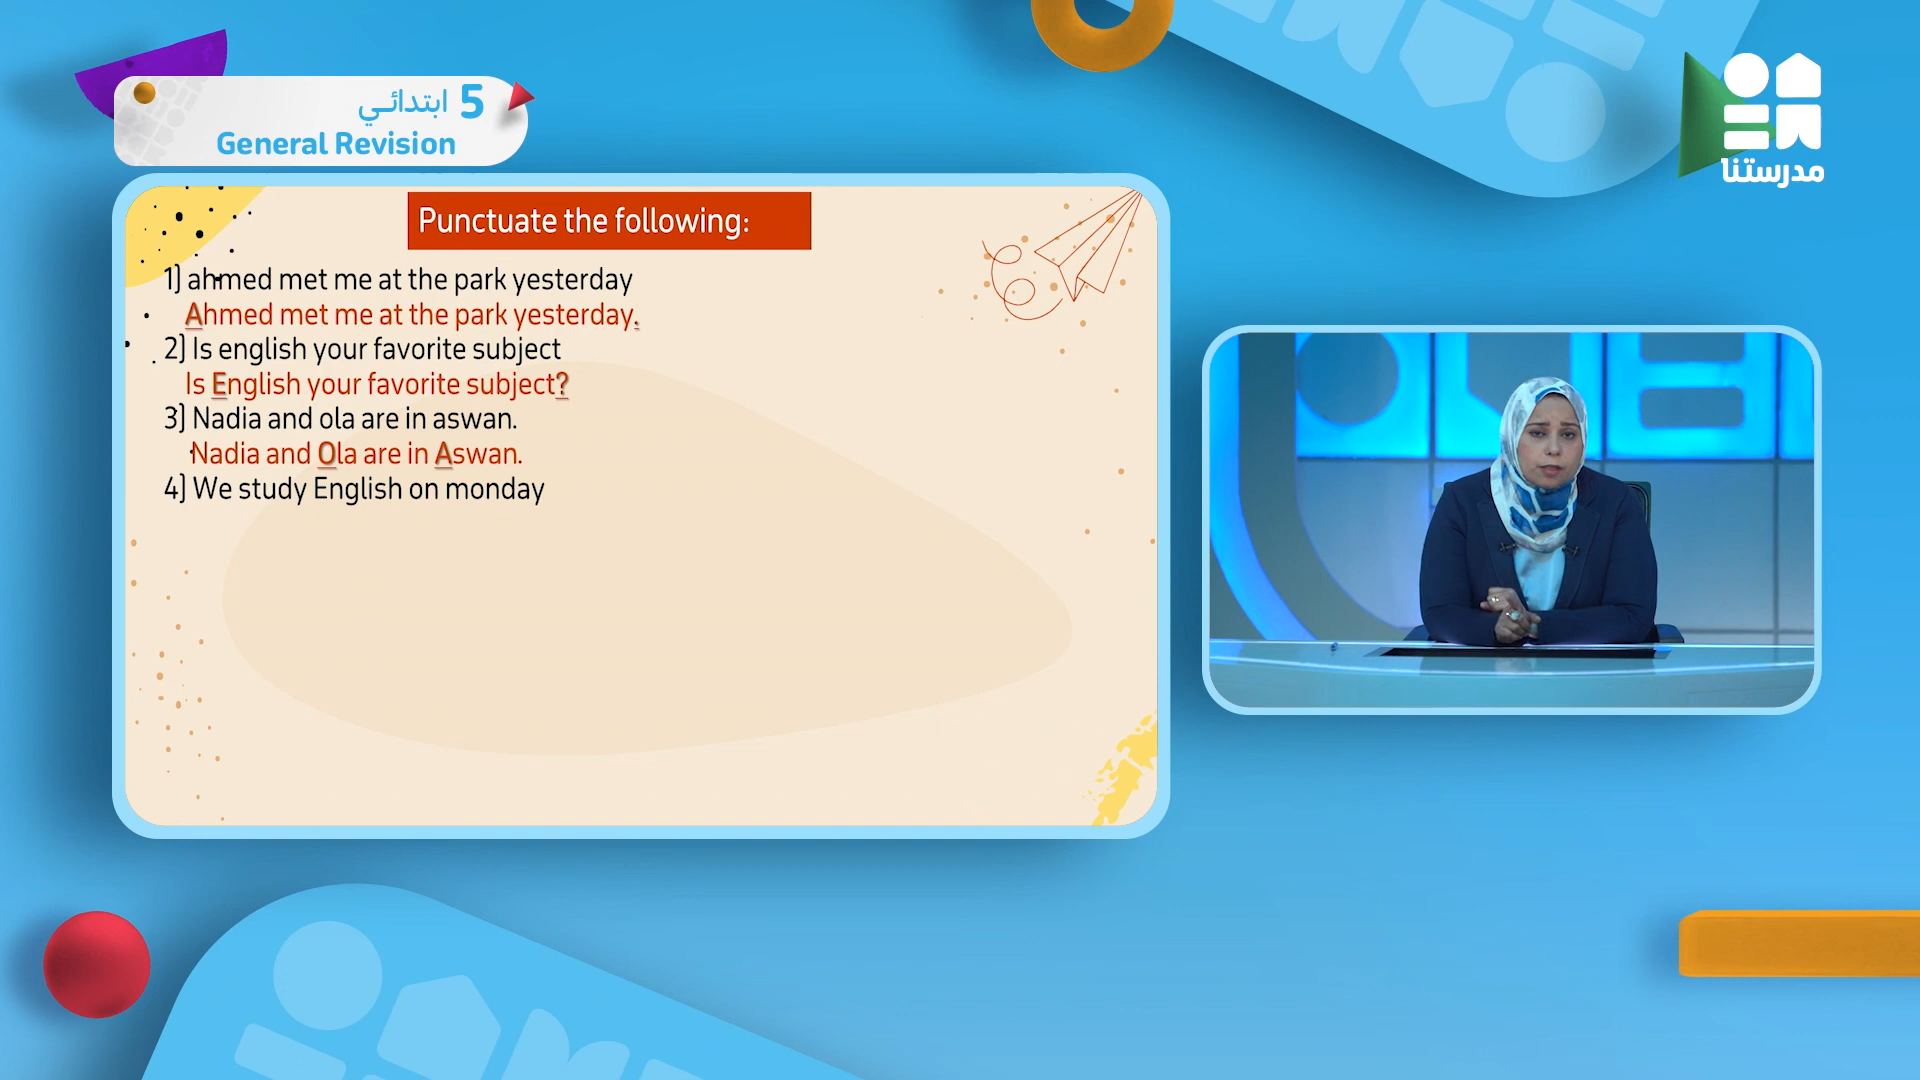 5 ابتدائي
General Revision
مدرستنا
Punctuate the following:
1) ahmed met me at the park yesterday
Ahmed met me at the park yesterday.
2) Is english your favorite subject
Is English your favorite subject?
3) Nadia and ola are in aswan.
Nadia and Ola are in Aswan.
4) We study English on monday